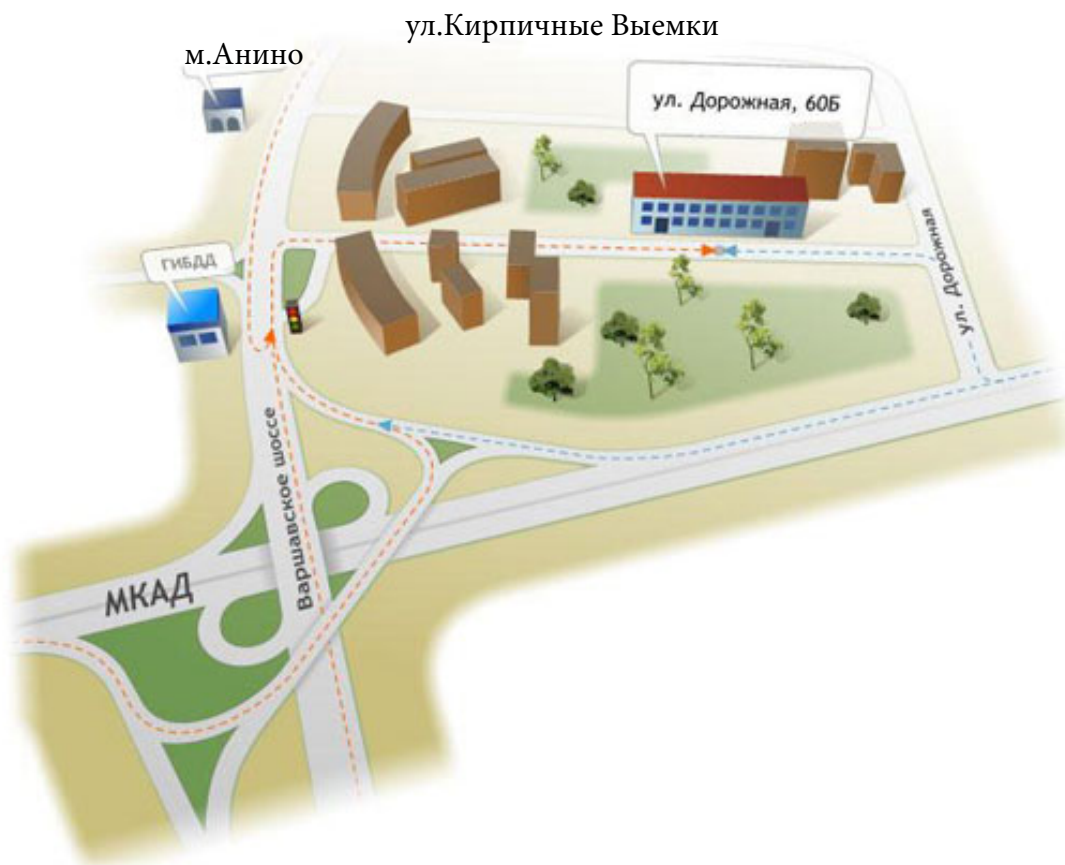 ул.Кирпичные Выемки
м.Анино
ул. Дорожная, 60Б
ГИБДД
ул. Дорожная
Варшавское шоссе
МКАД